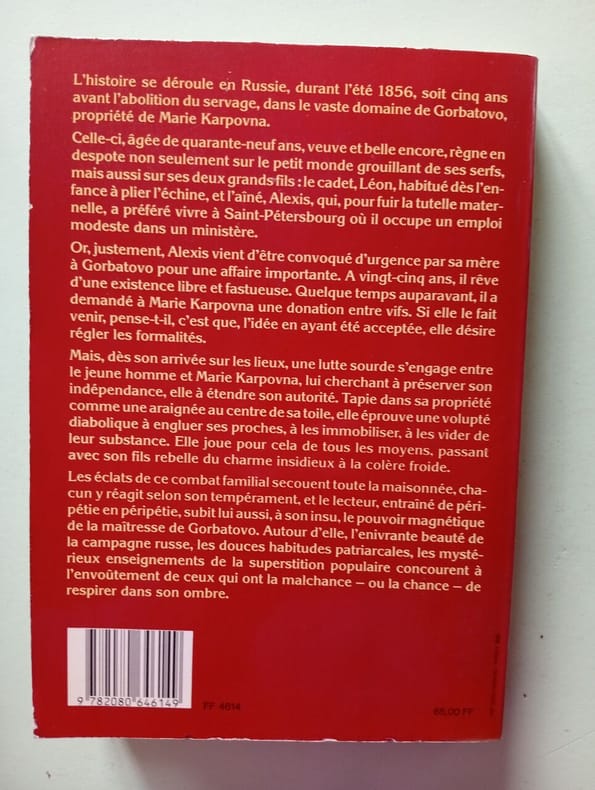 L'histoire se déroule en Russie, durant l'été 1856, soit cinq ans
avant l'abolition du servage, dans le vaste domaine de Gorbatovo,
propriété de Marie Karpovna.
Celle-ci, âgée de quarante-neuf ans, veuve et belle encore, règne en
despote non seulement sur le petit monde grouillant de ses serfs,
mais aussi sur ses deux grands fils : le cadet, Léon, habitué dès l'en-
fance à plier l'échine, et l'aîné, Alexis, qui, pour fuir la tutelle mater-
nelle, a préféré vivre à Saint-Pétersbourg où il occupe un emploi
modeste dans un ministère.
Or, justement, Alexis vient d'être convoqué d'urgence par sa mère
à Gorbatovo pour une affaire importante. A vingt-cinq ans, il rêve
d'une existence libre et fastueuse. Quelque temps auparavant, il a
demandé à Marie Karpovna une donation entre vifs. Si elle le fait
venir, pense-t-il, c'est que, l'idée en ayant été acceptée, elle désire
régler les formalités.
Mais, dès son arrivée sur les lieux, une lutte sourde s'engage entre
le jeune homme et Marie Karpovna, lui cherchant à préserver son
indépendance, elle à étendre son autorité. Tapie dans sa propriété
comme une araignée au centre de sa toile, elle éprouve une volupté
diabolique à engluer ses proches, à les immobiliser, à les vider de
leur substance. Elle joue pour cela de tous les moyens, passant
avec son fils rebelle du charme insidieux à la colère froide.
Les éclats de ce combat familial secouent toute la maisonnée, cha-
cun y réagit selon son tempérament, et le lecteur, entraîné de péri-
pétie en péripétie, subit lui aussi, à son insu, le pouvoir magnétique
de la maîtresse de Gorbatovo. Autour d'elle, l'enivrante beauté de
la campagne russe, les douces habitudes patriarcales, les mysté-
rieux enseignements de la superstition populaire concourent à
l'envoûtement de ceux qui ont la malchance – ou la chance – de
respirer dans son ombre.
9 782080 646149
FF 4614
65,00 FF